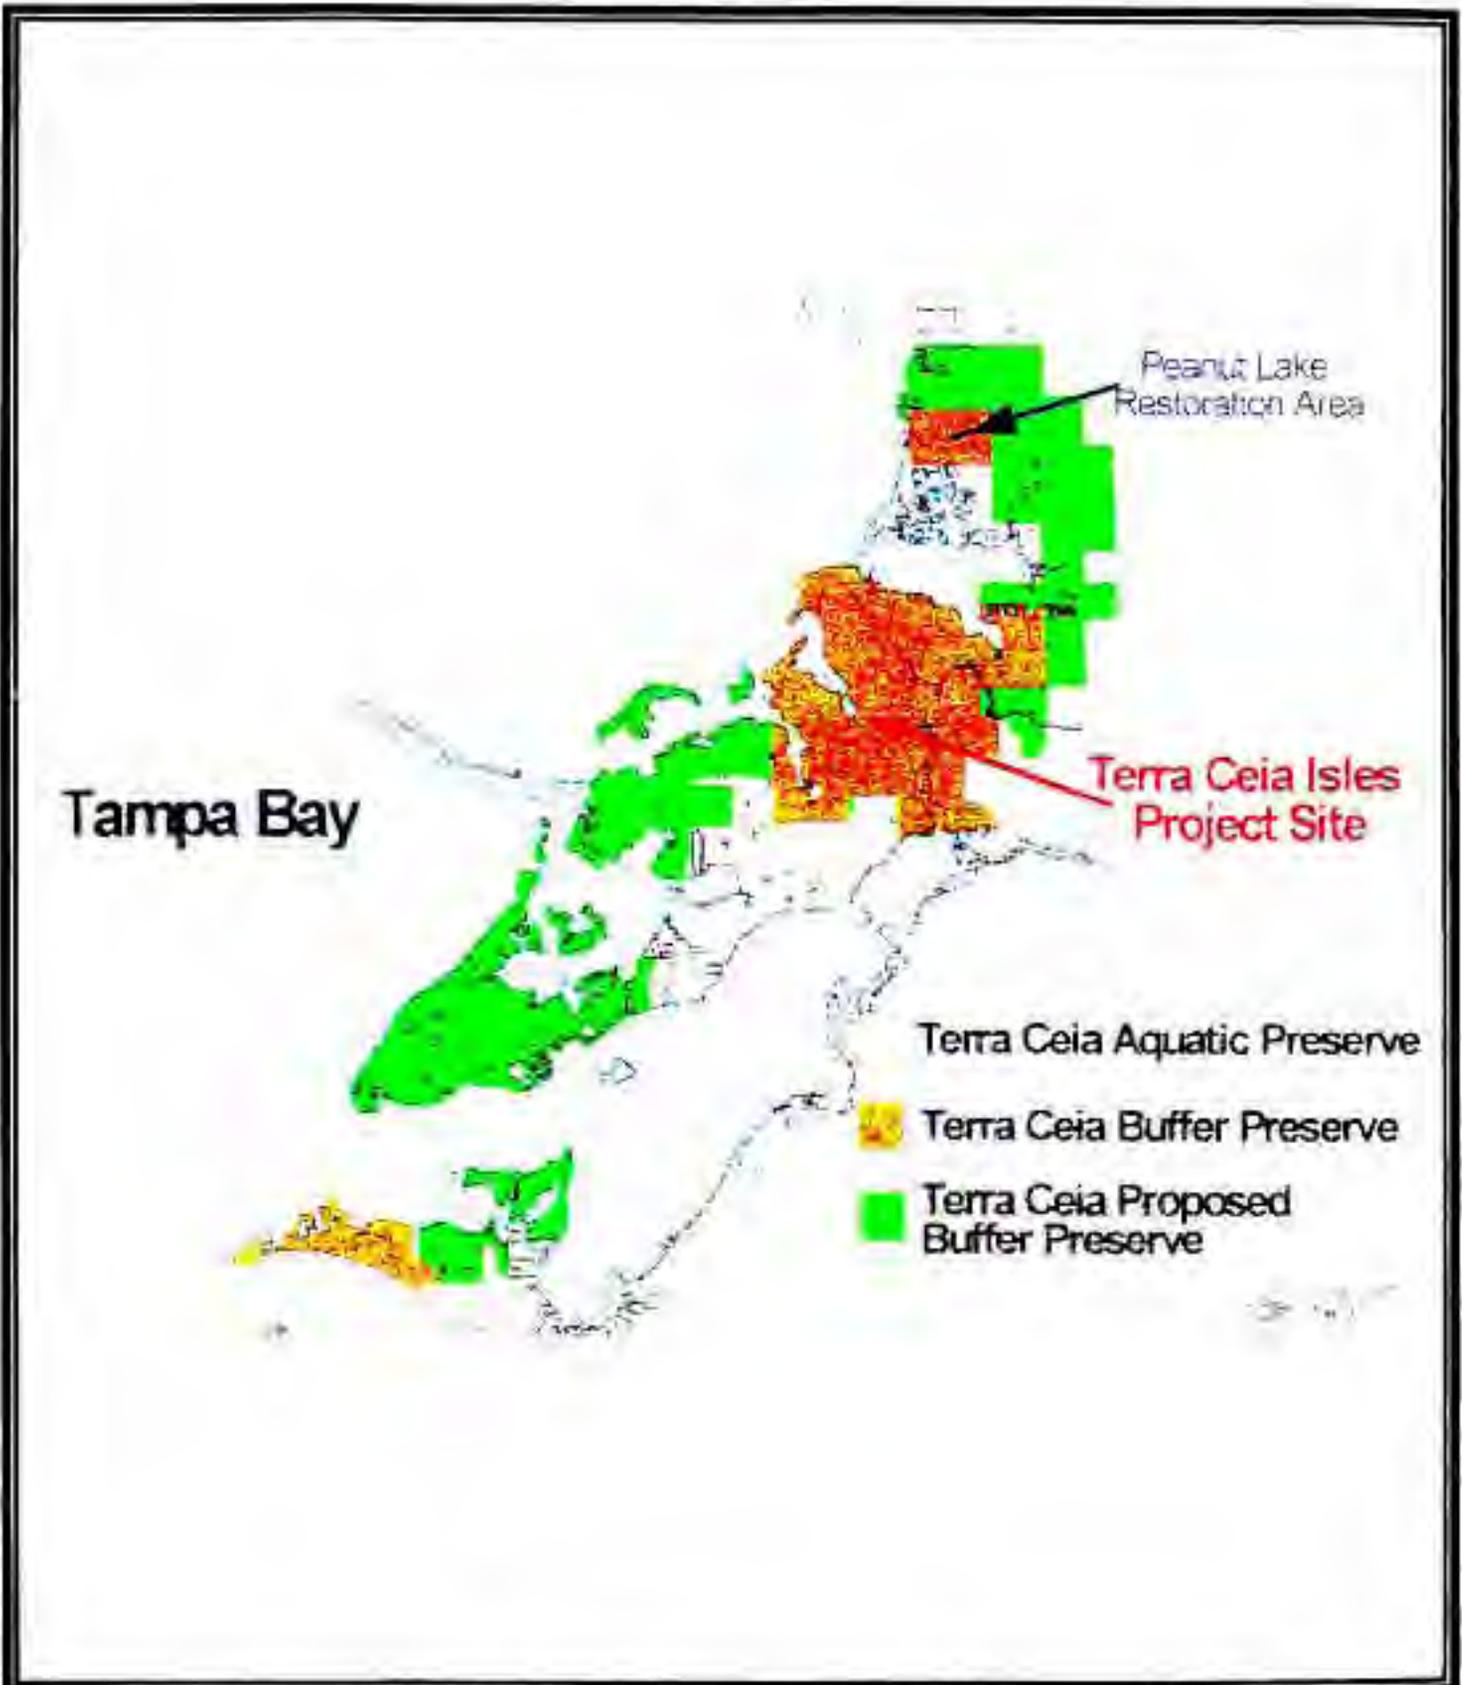 Peanut Lake
Restoration Area
Terra Ceia Isles
Project Site
Tampa Bay
Terra Ceia Aquatic Preserve
Terra Ceia Buffer Preserve
Terra Ceia Proposed
Buffer Preserve